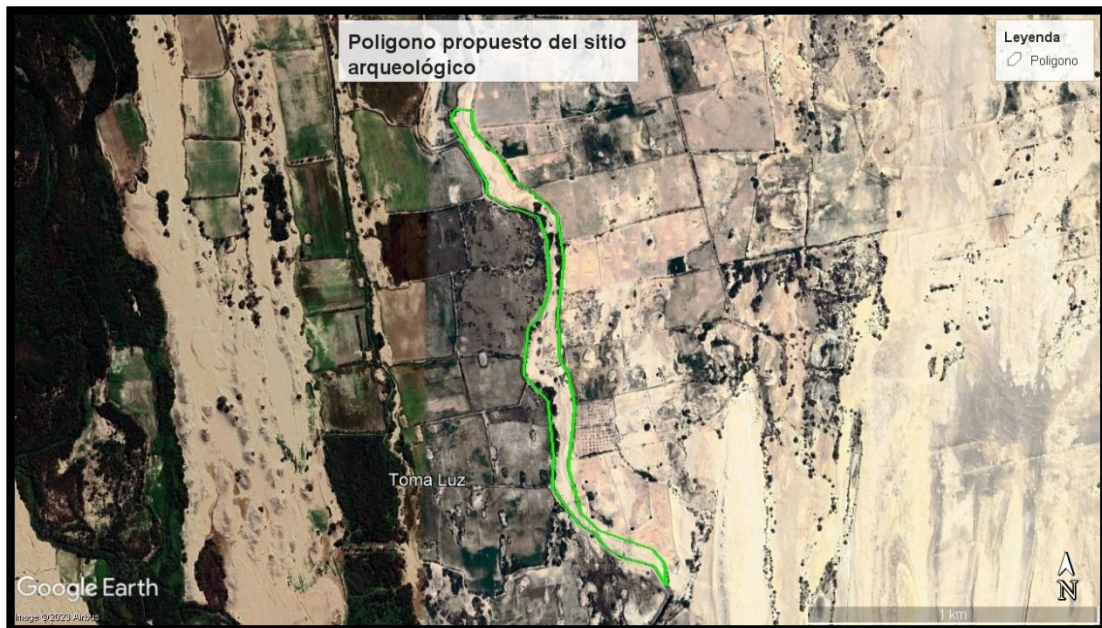 Poligono propuesto del sitio
arqueológico
Leyenda
Poligono
Toma Luz
Google Earth
Image © 2023 Airbus
1 km
N